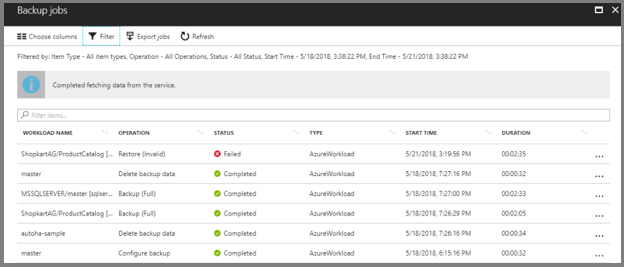 Backup jobs
Choose columns Filter Export jobs Refresh
Filtered by: Item Type - All item types, Operation - All Operations, Status - All Status, Start Time - 5/18/2018, 3:38:22 PM, End Time - 5/21/2018, 3:38:22 PM
Completed fetching data from the service.
Filter items...
WORKLOAD NAME OPERATION STATUS TYPE START TIME DURATION
ShopkartAG/ProductCatalog [... Restore (Invalid) Failed AzureWorkload 5/21/2018, 3:19:56 PM 00:02:35 ...
master Delete backup data Completed AzureWorkload 5/18/2018, 7:27:16 PM 00:00:32 ...
MSSQLSERVER/master [sqlser... Backup (Full) Completed AzureWorkload 5/18/2018, 7:27:00 PM 00:02:33 ...
ShopkartAG/ProductCatalog [... Backup (Full) Completed AzureWorkload 5/18/2018, 7:26:29 PM 00:02:05 ...
autoha-sample Delete backup data Completed AzureWorkload 5/18/2018, 7:26:16 PM 00:00:34 ...
master Configure backup Completed AzureWorkload 5/18/2018, 6:15:16 PM 00:00:32 ...